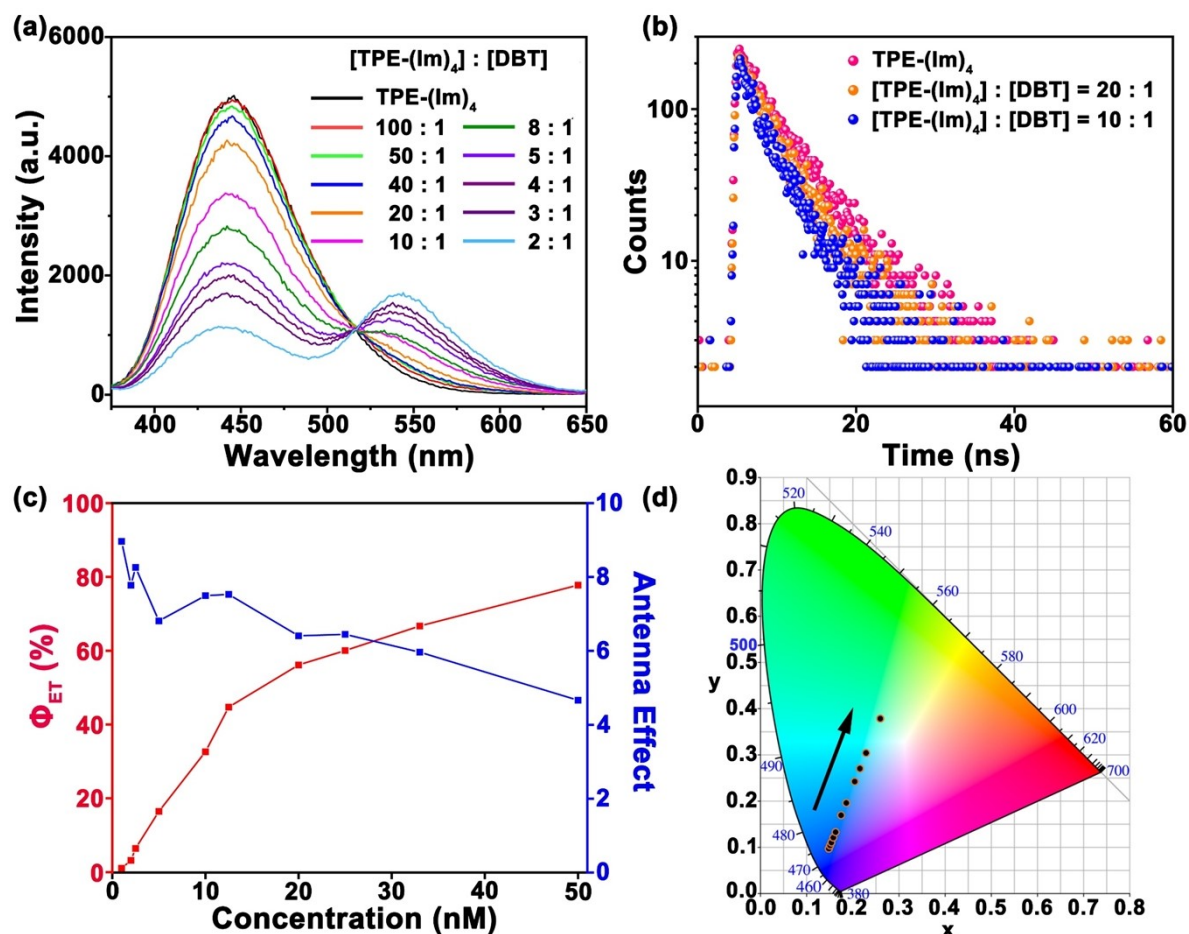 (a)
6000
4000
2000
0
Intensity (a.u.)
[TPE-(Im)₄] : [DBT]
TPE-(Im)₄
100 : 1
8 : 1
50 : 1
5 : 1
40 : 1
4 : 1
20 : 1
3 : 1
10 : 1
2 : 1
400 450 500 550 600 650
Wavelength (nm)
(b)
100
10
Counts
TPE-(Im)₄
[TPE-(Im)₄] : [DBT] = 20 : 1
[TPE-(Im)₄] : [DBT] = 10 : 1
0 20 40 60
Time (ns)
(c)
100
80
60
40
20
0
Φ_ET (%)
10
8
6
4
2
0
Antenna Effect
0 10 20 30 40 50
Concentration (nM)
(d)
0.9
0.8
0.7
0.6
0.5
0.4
0.3
0.2
0.1
0.0
y
520
540
560
580
600
620
700
500
490
480
470
460
380
0.0 0.1 0.2 0.3 0.4 0.5 0.6 0.7 0.8
x